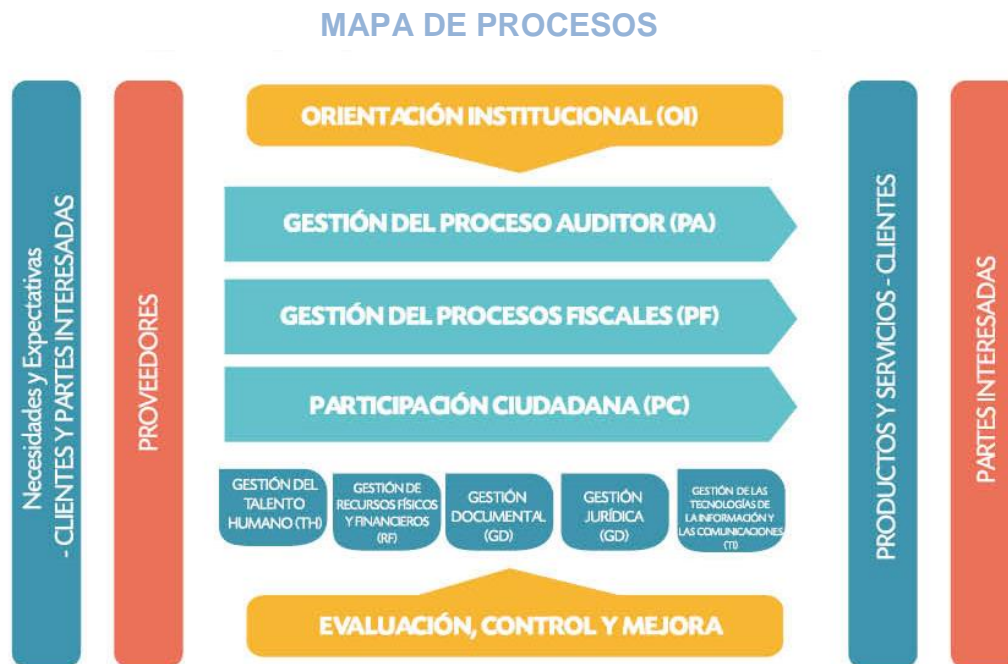 MAPA DE PROCESOS
Necesidades y Expectativas
- CLIENTES Y PARTES INTERESADAS
PROVEEDORES
ORIENTACIÓN INSTITUCIONAL (OI)
GESTIÓN DEL PROCESO AUDITOR (PA)
GESTIÓN DEL PROCESOS FISCALES (PF)
PARTICIPACIÓN CIUDADANA (PC)
GESTIÓN DEL
TALENTO
HUMANO (TH)
GESTIÓN DE
RECURSOS FÍSICOS
Y FINANCIEROS
(RF)
GESTIÓN
DOCUMENTAL
(GD)
GESTIÓN
JURÍDICA
(GD)
GESTIÓN DE LAS
TECNOLOGÍAS DE
LA INFORMACIÓN Y
LAS COMUNICACIONES
(TI)
EVALUACIÓN, CONTROL Y MEJORA
PRODUCTOS Y SERVICIOS - CLIENTES
PARTES INTERESADAS